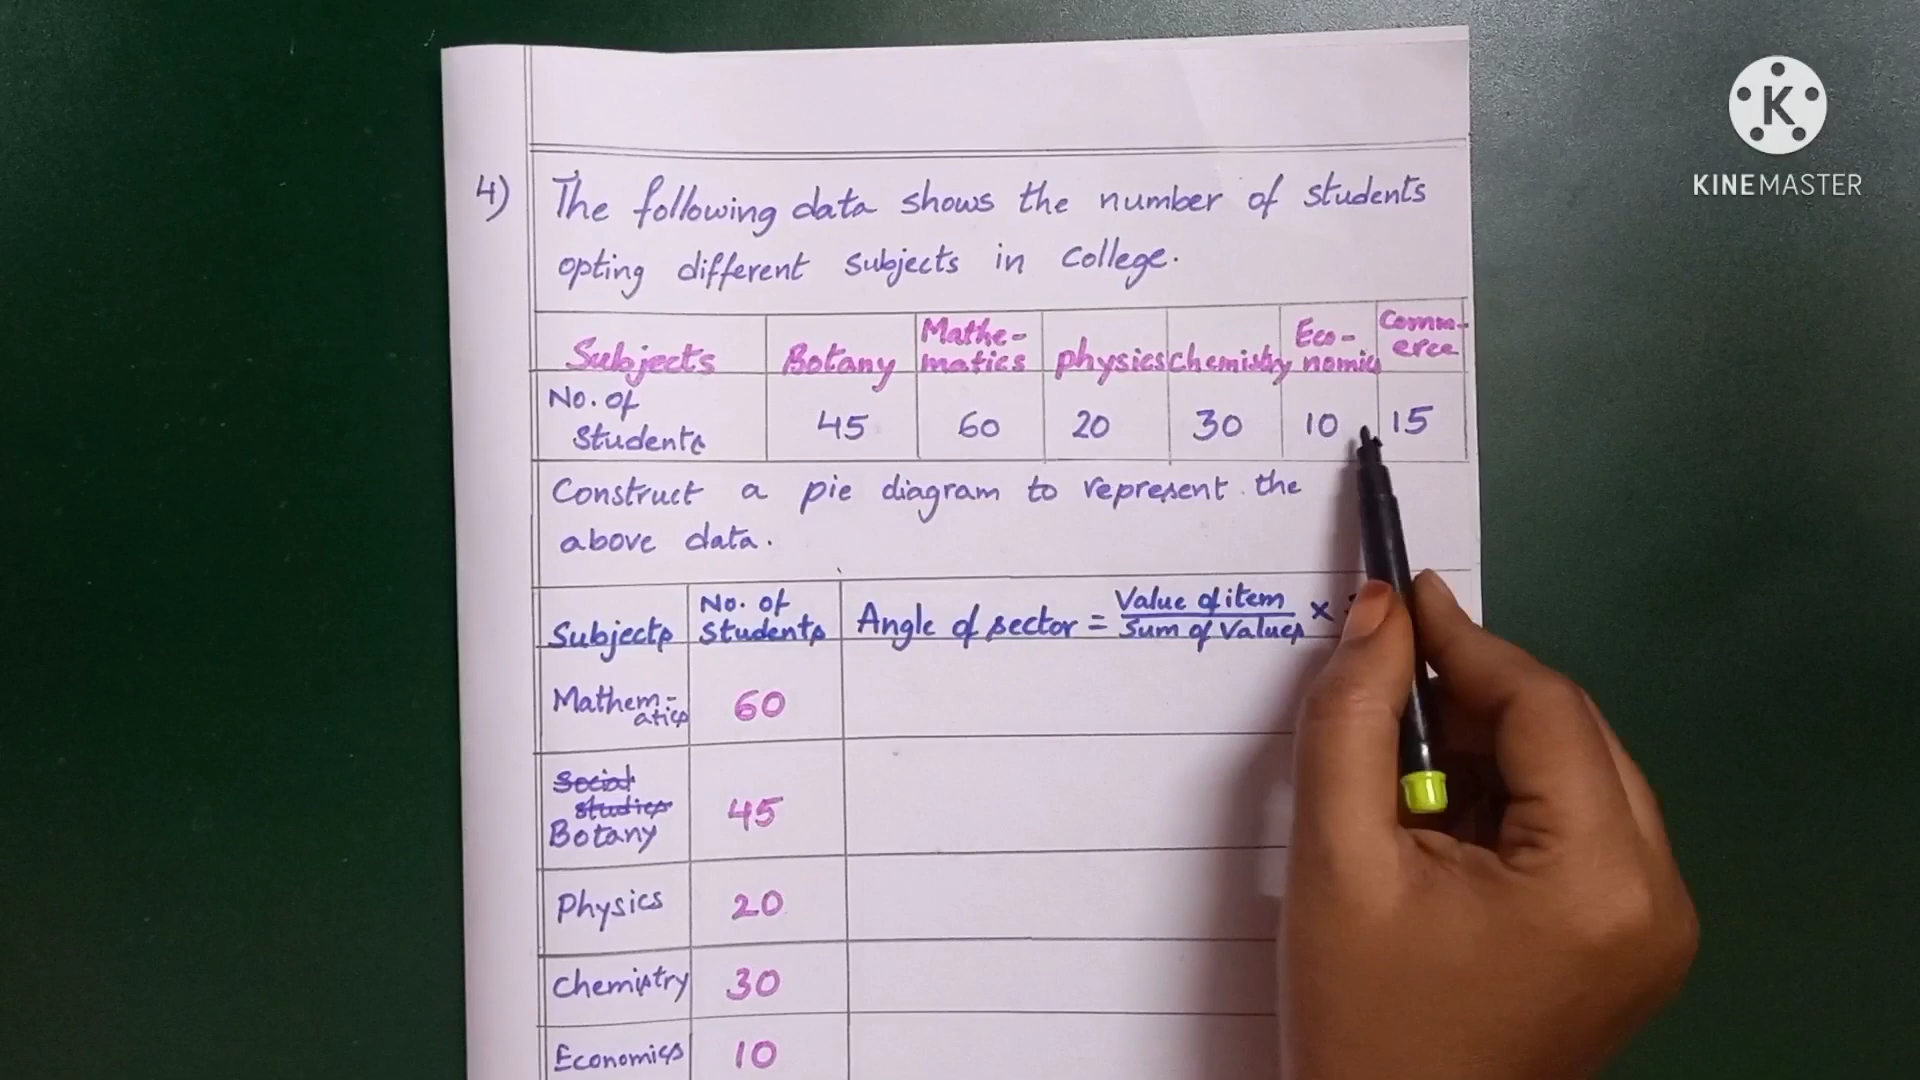 K
KINEMASTER
4) The following data shows the number of students
opting different subjects in college.
Subjects Botany Mathe-matics physics chemistry Eco-nomics Comm-erce
No. of Students 45 60 20 30 10 15
Construct a pie diagram to represent the
above data.
Subjects No. of Students Angle of sector = Value of item / Sum of Values ×
Mathem-atics 60
Social studies
Botany 45
Physics 20
Chemistry 30
Economics 10